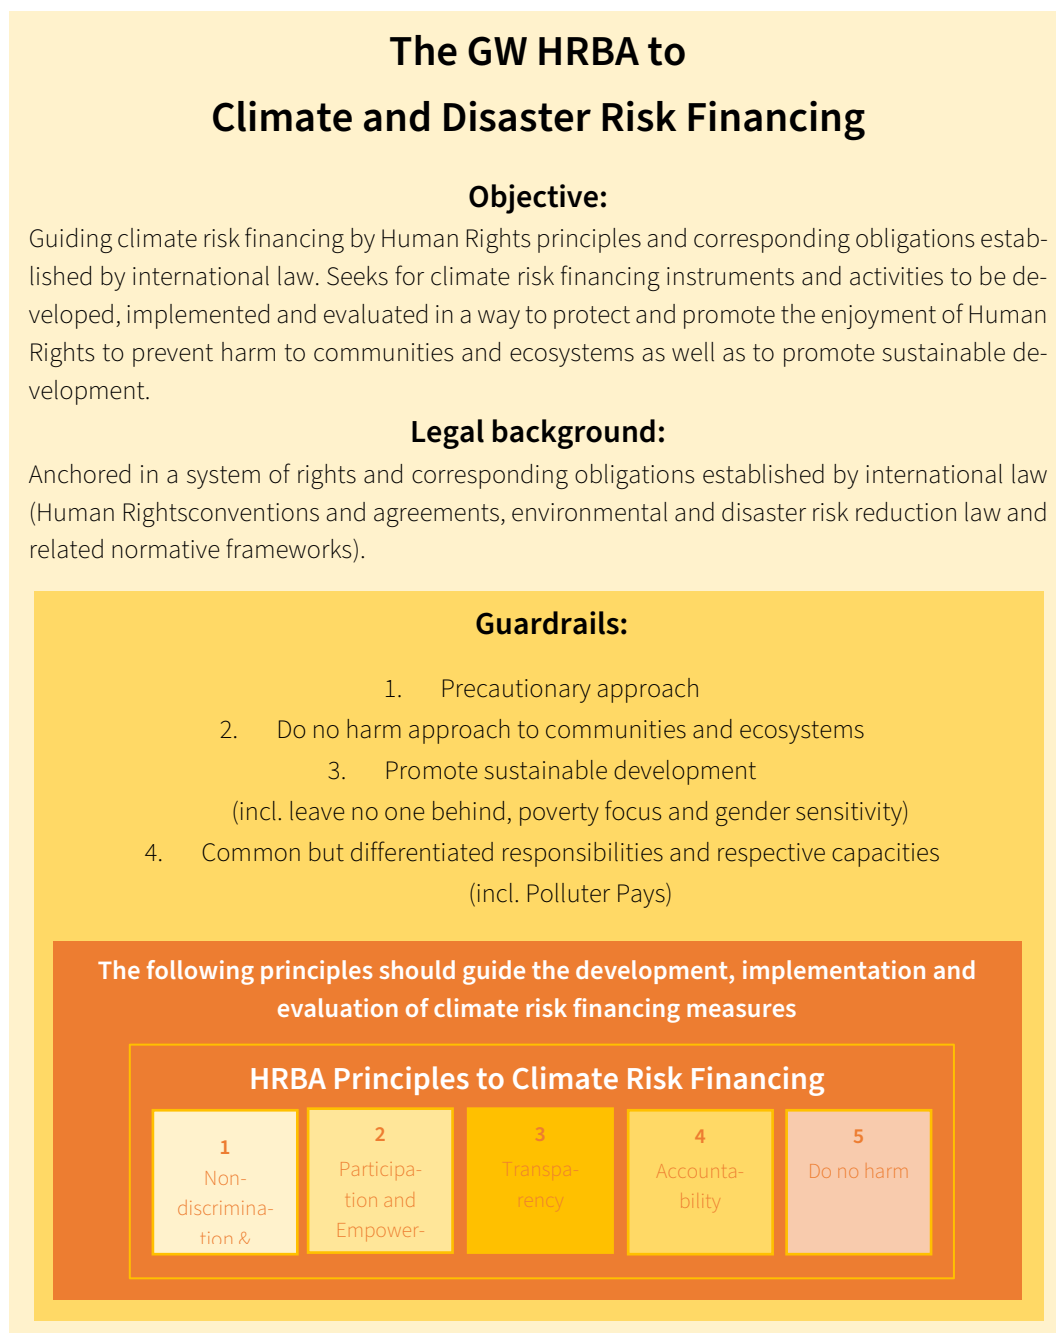 The GW HRBA to
Climate and Disaster Risk Financing
Objective:
Guiding climate risk financing by Human Rights principles and corresponding obligations estab-
lished by international law. Seeks for climate risk financing instruments and activities to be de-
veloped, implemented and evaluated in a way to protect and promote the enjoyment of Human
Rights to prevent harm to communities and ecosystems as well as to promote sustainable de-
velopment.
Legal background:
Anchored in a system of rights and corresponding obligations established by international law
(Human Rightsconventions and agreements, environmental and disaster risk reduction law and
related normative frameworks).
Guardrails:
1. Precautionary approach
2. Do no harm approach to communities and ecosystems
3. Promote sustainable development
(incl. leave no one behind, poverty focus and gender sensitivity)
4. Common but differentiated responsibilities and respective capacities
(incl. Polluter Pays)
The following principles should guide the development, implementation and
evaluation of climate risk financing measures
HRBA Principles to Climate Risk Financing
1
Non-
discrimina-
tion &
2
Participa-
tion and
Empower-
3
Transpa-
rency
4
Accounta-
bility
5
Do no harm